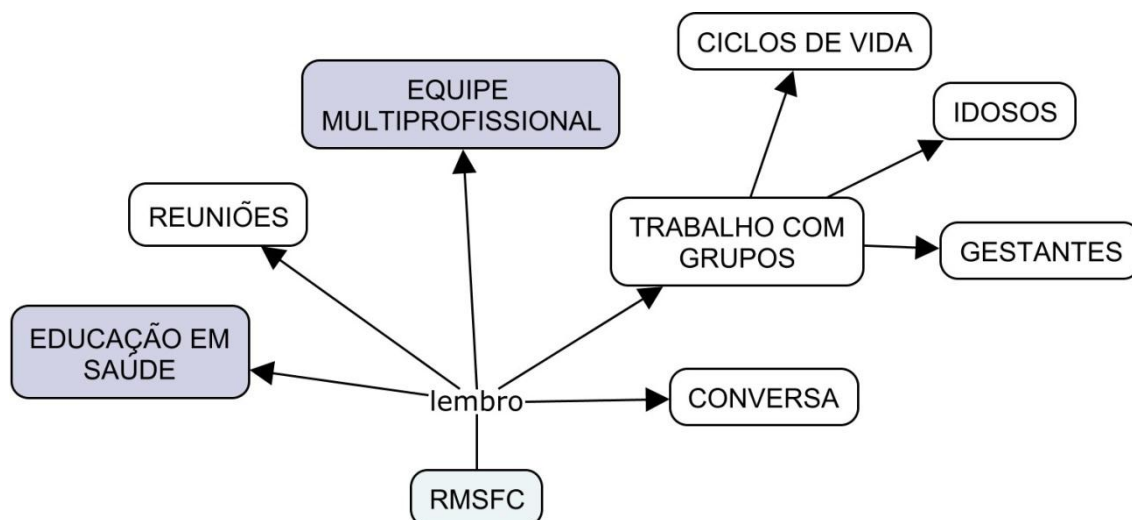 CICLOS DE VIDA
EQUIPE
MULTIPROFISSIONAL
IDOSOS
REUNIÕES
TRABALHO COM
GRUPOS
GESTANTES
EDUCAÇÃO EM
SAÚDE
lembro
CONVERSA
RMSFC